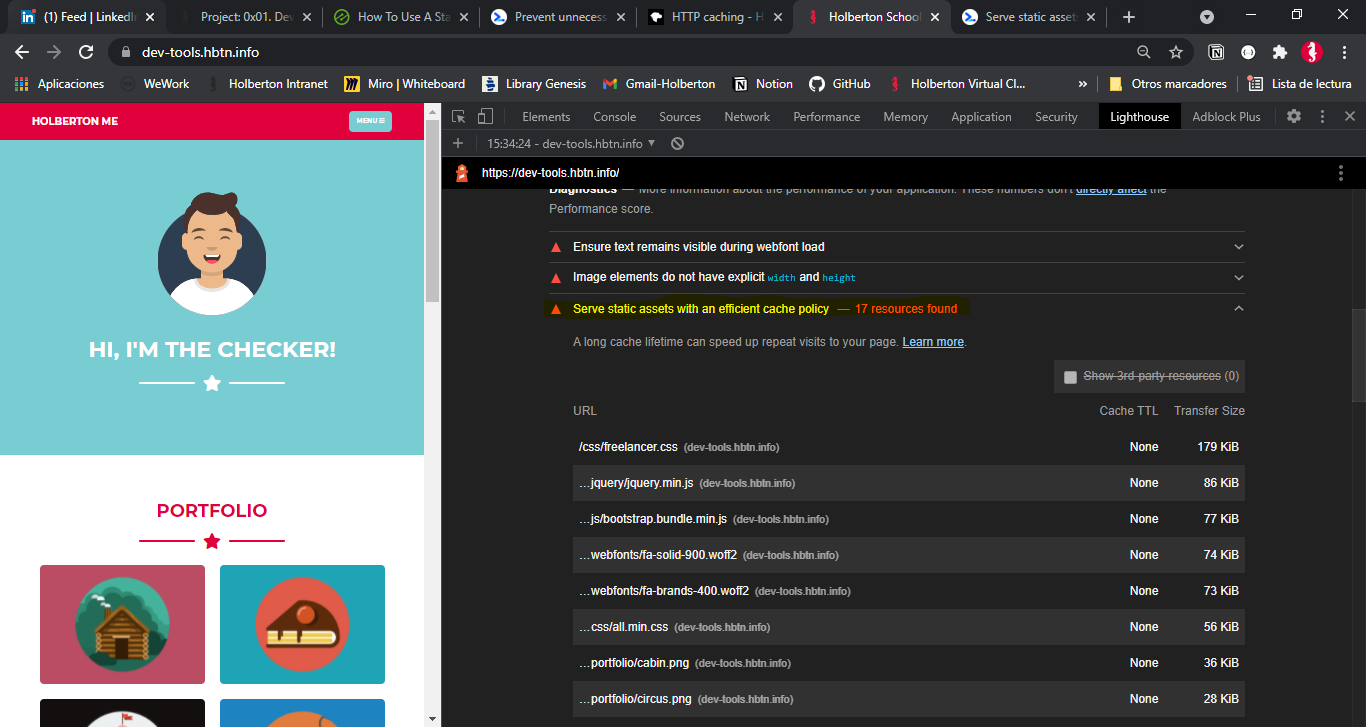 (1) Feed | LinkedI
Project: 0x01. De
How To Use A Sta
Prevent unnecess
HTTP caching - H
Holberton School
Serve static asset
dev-tools.hbtn.info
Aplicaciones
WeWork
Holberton Intranet
Miro | Whiteboard
Library Genesis
Gmail-Holberton
Notion
GitHub
Holberton Virtual Cl...
»
Otros marcadores
Lista de lectura
HOLBERTON ME
MENU
HI, I'M THE CHECKER!
PORTFOLIO
Elements
Console
Sources
Network
Performance
Memory
Application
Security
Lighthouse
Adblock Plus
15:34:24 - dev-tools.hbtn.info
https://dev-tools.hbtn.info/
Diagnostics — More information about the performance of your application. These numbers don't directly affect the
Performance score.
Ensure text remains visible during webfont load
Image elements do not have explicit width and height
Serve static assets with an efficient cache policy — 17 resources found
A long cache lifetime can speed up repeat visits to your page. Learn more.
Show 3rd-party resources (0)
URL Cache TTL Transfer Size
/css/freelancer.css (dev-tools.hbtn.info) None 179 KiB
…jquery/jquery.min.js (dev-tools.hbtn.info) None 86 KiB
…js/bootstrap.bundle.min.js (dev-tools.hbtn.info) None 77 KiB
…webfonts/fa-solid-900.woff2 (dev-tools.hbtn.info) None 74 KiB
…webfonts/fa-brands-400.woff2 (dev-tools.hbtn.info) None 73 KiB
…css/all.min.css (dev-tools.hbtn.info) None 56 KiB
…portfolio/cabin.png (dev-tools.hbtn.info) None 36 KiB
…portfolio/circus.png (dev-tools.hbtn.info) None 28 KiB